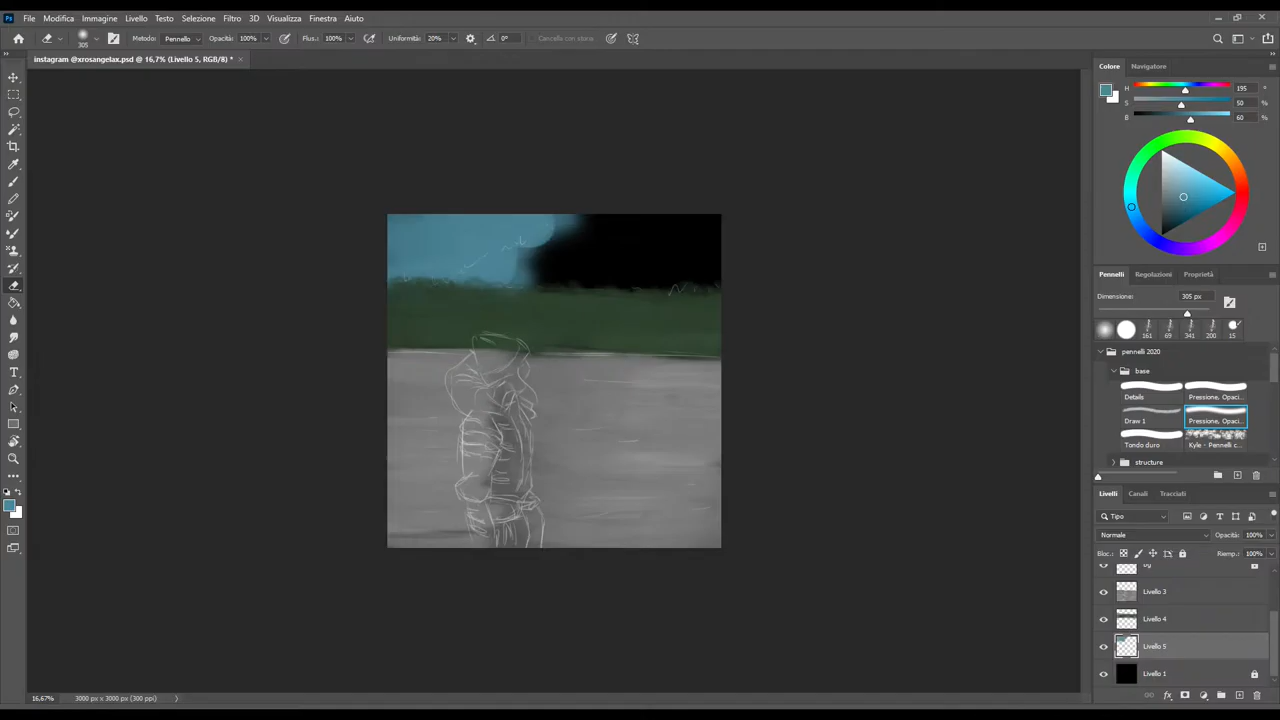 Ps File Modifica Immagine Livello Testo Selezione Filtro 3D Visualizza Finestra Aiuto
305 Metodo: Pennello Opacità: 100% Flus.: 100% Uniformità: 20% 0° Cancella con storia
instagram @xrosangelax.psd @ 16,7% (Livello 5, RGB/8) *
Colore Navigatore
H 195 °
S 50 %
B 60 %
Pennelli Regolazioni Proprietà
Dimensione: 305 px
161 69 341 200 15
pennelli 2020
base
Details Pressione, Opaci...
Draw 1 Pressione, Opaci...
Tondo duro Kyle - Pennelli c...
structure
Livelli Canali Tracciati
Tipo
Normale Opacità: 100%
Bloc.: Riemp.: 100%
Livello 3
Livello 4
Livello 5
Livello 1
16,67% 3000 px x 3000 px (300 ppi)